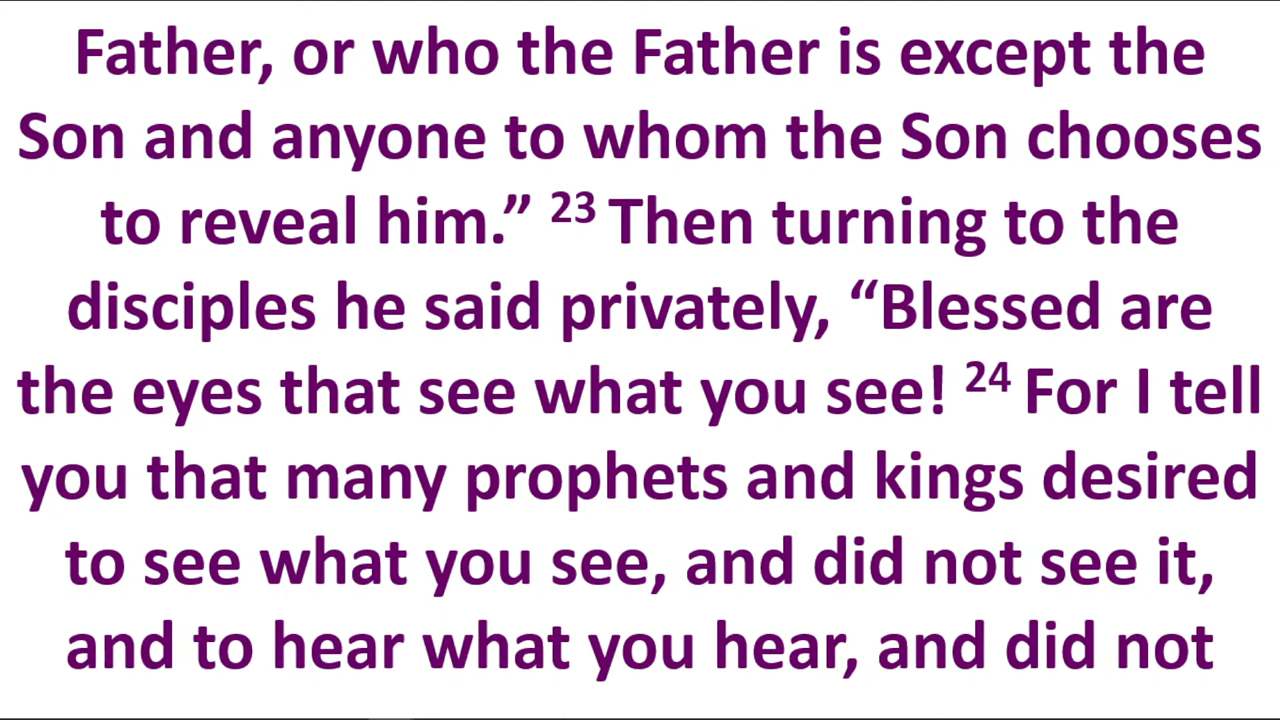 Father, or who the Father is except the
Son and anyone to whom the Son chooses
to reveal him.” 23 Then turning to the
disciples he said privately, “Blessed are
the eyes that see what you see! 24 For I tell
you that many prophets and kings desired
to see what you see, and did not see it,
and to hear what you hear, and did not